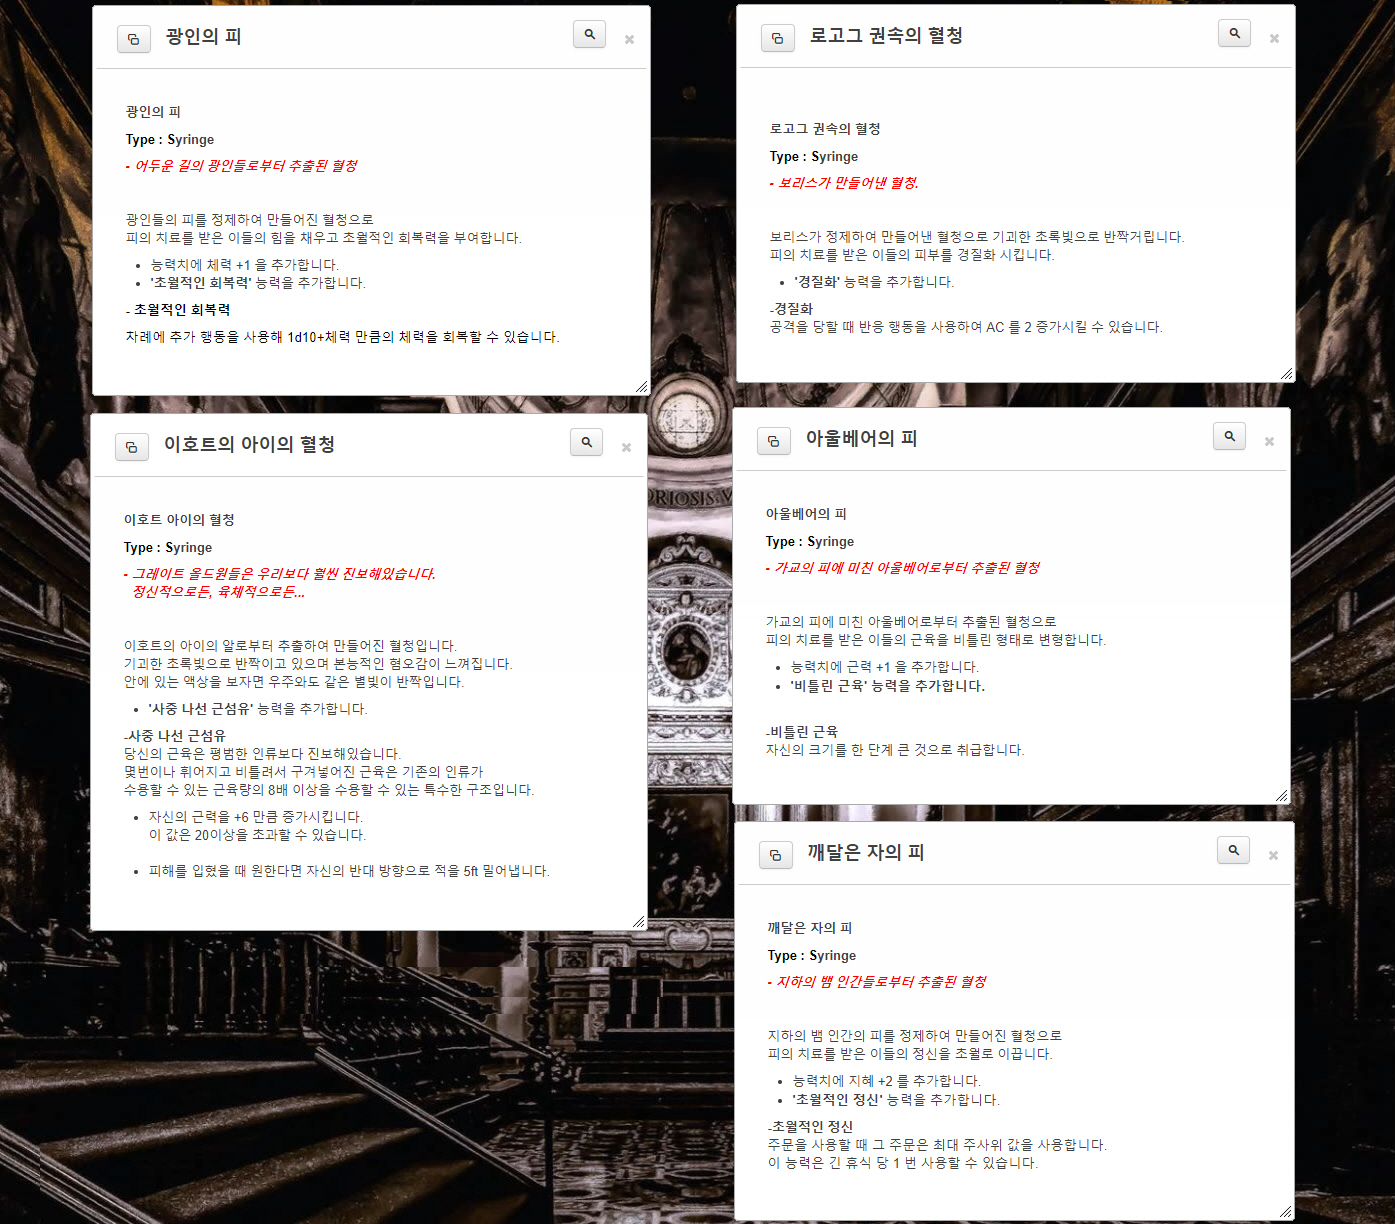 광인의 피
광인의 피
Type : Syringe
- 어두운 길의 광인들로부터 추출된 혈청
광인들의 피를 정제하여 만들어진 혈청으로
피의 치료를 받은 이들의 힘을 채우고 초월적인 회복력을 부여합니다.
• 능력치에 체력 +1 을 추가합니다.
• '초월적인 회복력' 능력을 추가합니다.
- 초월적인 회복력
차례에 추가 행동을 사용해 1d10+체력 만큼의 체력을 회복할 수 있습니다.
로고그 권속의 혈청
로고그 권속의 혈청
Type : Syringe
- 보리스가 만들어낸 혈청.
보리스가 정제하여 만들어낸 혈청으로 기괴한 초록빛으로 반짝거립니다.
피의 치료를 받은 이들의 피부를 경질화 시킵니다.
• '경질화' 능력을 추가합니다.
-경질화
공격을 당할 때 반응 행동을 사용하여 AC 를 2 증가시킬 수 있습니다.
이호트의 아이의 혈청
이호트 아이의 혈청
Type : Syringe
- 그레이트 올드원들은 우리보다 훨씬 진보해있습니다.
정신적으로든, 육체적으로든...
이호트의 아이의 알로부터 추출하여 만들어진 혈청입니다.
기괴한 초록빛으로 반짝이고 있으며 본능적인 혐오감이 느껴집니다.
안에 있는 액상을 보자면 우주와도 같은 별빛이 반짝입니다.
• '사중 나선 근섬유' 능력을 추가합니다.
-사중 나선 근섬유
당신의 근육은 평범한 인류보다 진보해있습니다.
몇번이나 휘어지고 비틀려서 구겨넣어진 근육은 기존의 인류가
수용할 수 있는 근육량의 8배 이상을 수용할 수 있는 특수한 구조입니다.
• 자신의 근력을 +6 만큼 증가시킵니다.
이 값은 20이상을 초과할 수 있습니다.
• 피해를 입혔을 때 원한다면 자신의 반대 방향으로 적을 5ft 밀어냅니다.
아울베어의 피
아울베어의 피
Type : Syringe
- 가교의 피에 미친 아울베어로부터 추출된 혈청
가교의 피에 미친 아울베어로부터 추출된 혈청으로
피의 치료를 받은 이들의 근육을 비틀린 형태로 변형합니다.
• 능력치에 근력 +1 을 추가합니다.
• '비틀린 근육' 능력을 추가합니다.
-비틀린 근육
자신의 크기를 한 단계 큰 것으로 취급합니다.
깨달은 자의 피
깨달은 자의 피
Type : Syringe
- 지하의 뱀 인간들로부터 추출된 혈청
지하의 뱀 인간의 피를 정제하여 만들어진 혈청으로
피의 치료를 받은 이들의 정신을 초월로 이끕니다.
• 능력치에 지혜 +2 를 추가합니다.
• '초월적인 정신' 능력을 추가합니다.
-초월적인 정신
주문을 사용할 때 그 주문은 최대 주사위 값을 사용합니다.
이 능력은 긴 휴식 당 1 번 사용할 수 있습니다.